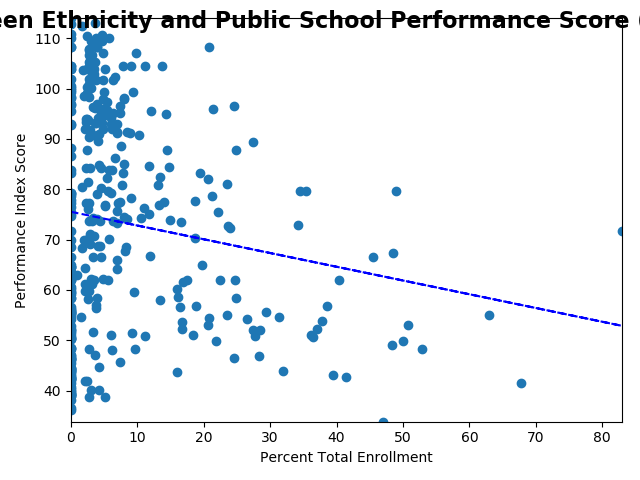 een Ethnicity and Public School Performance Score (
110
100
90
80
70
60
50
40
Performance Index Score
0 10 20 30 40 50 60 70 80
Percent Total Enrollment